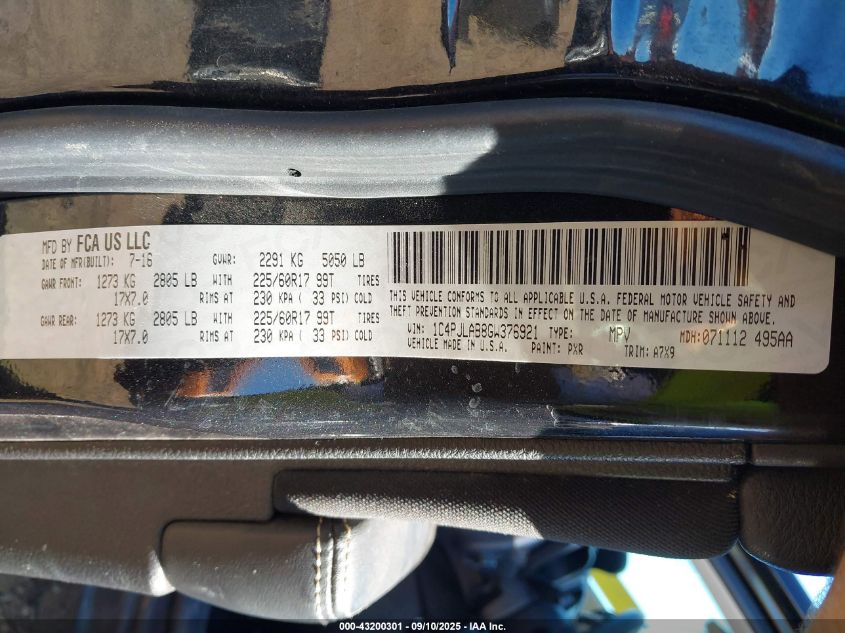 MFD BY FCA US LLC
DATE OF MFR(BUILT): 7-16 GVWR: 2291 KG 5050 LB
GAWR FRONT: 1273 KG 2805 LB WITH 225/60R17 99T TIRES
17X7.0 RIMS AT 230 KPA ( 33 PSI) COLD
GAWR REAR: 1273 KG 2805 LB WITH 225/60R17 99T TIRES
17X7.0 RIMS AT 230 KPA ( 33 PSI) COLD
THIS VEHICLE CONFORMS TO ALL APPLICABLE U.S.A. FEDERAL MOTOR VEHICLE SAFETY AND
THEFT PREVENTION STANDARDS IN EFFECT ON THE DATE OF MANUFACTURE SHOWN ABOVE.
VIN: 1C4PJLAB8GW376921 TYPE: MPV MDH: 071112 495AA
VEHICLE MADE IN U.S.A. PAINT: PXR TRIM: A7X9
000-43200301 - 09/10/2025 - IAA Inc.